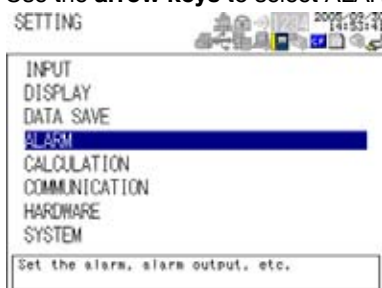 Use the arrow keys to select ALAR
SETTING
INPUT
DISPLAY
DATA SAVE
ALARM
CALCULATION
COMMUNICATION
HARDWARE
SYSTEM
Set the alarm, alarm output, etc.